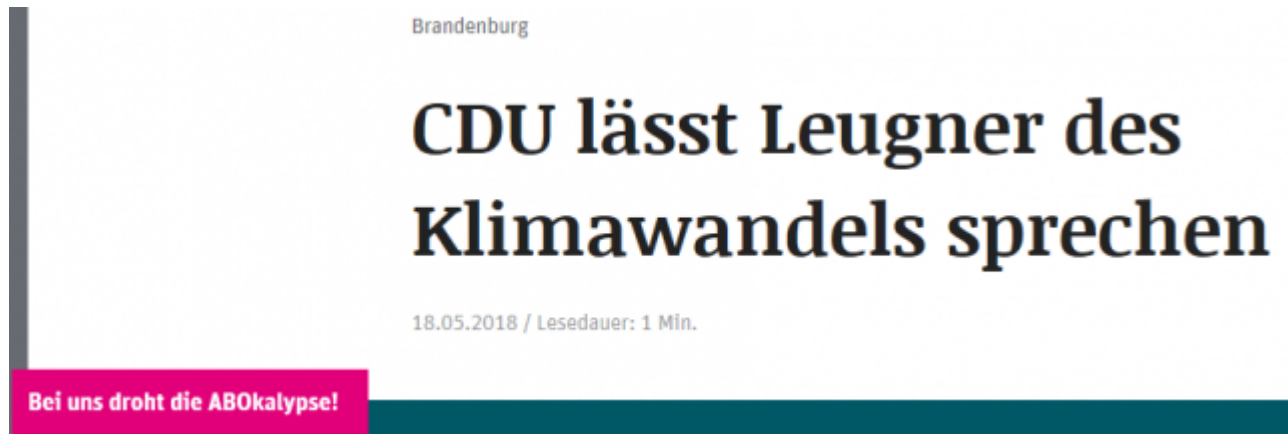 Brandenburg
CDU lässt Leugner des
Klimawandels sprechen
18.05.2018 / Lesedauer: 1 Min.
Bei uns droht die ABOkalypse!